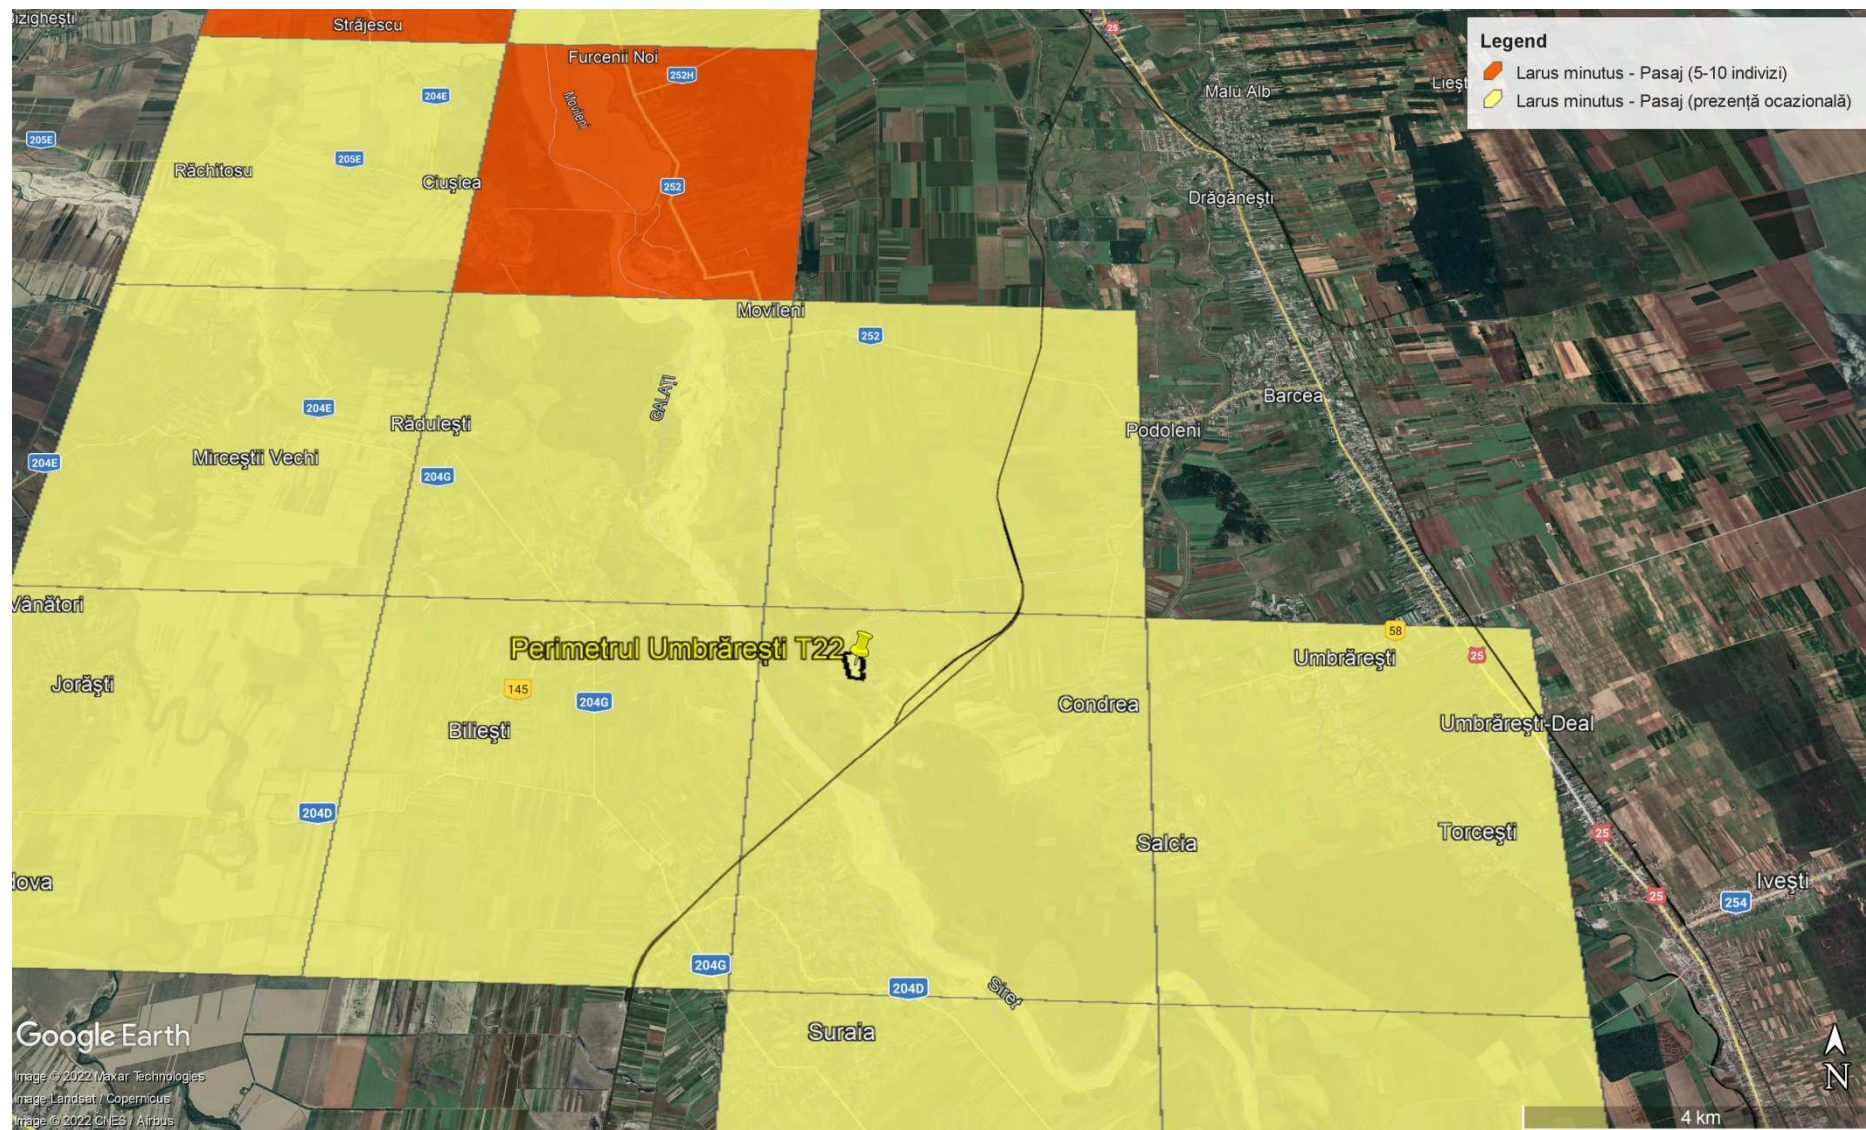 izighești
Străjescu
25
Legend
Larus minutus - Pasaj (5-10 indivizi)
Larus minutus - Pasaj (prezență ocazională)
Furcenii Noi
252H
204E
Movileni
Malu Alb
Liești
205E
205E
Răchitosu
Ciușlea
252
Drăgănești
Movileni
252
GALAȚI
204E
Rădulești
Barcea
Podoleni
204E
Mirceștii Vechi
204G
Vânători
58
Perimetrul Umbrărești T22
Umbrărești
25
Jorăști
145
204G
Condrea
Biliești
Umbrărești-Deal
204D
25
Torcești
Salcia
dova
Ivești
25
254
204G
204D
Siret
Suraia
Google Earth
Image © 2022 Maxar Technologies
Image Landsat / Copernicus
Image © 2022 CNES / Airbus
N
4 km